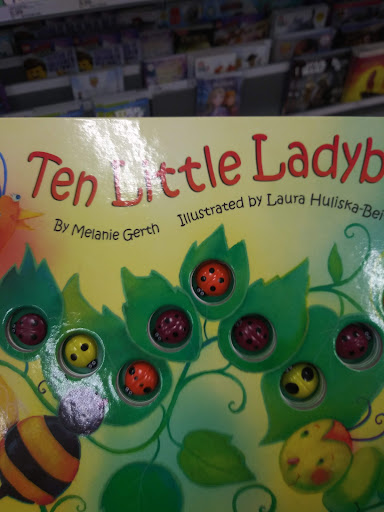 Ten Little Ladyb
By Melanie Gerth Illustrated by Laura Huliska-Bei